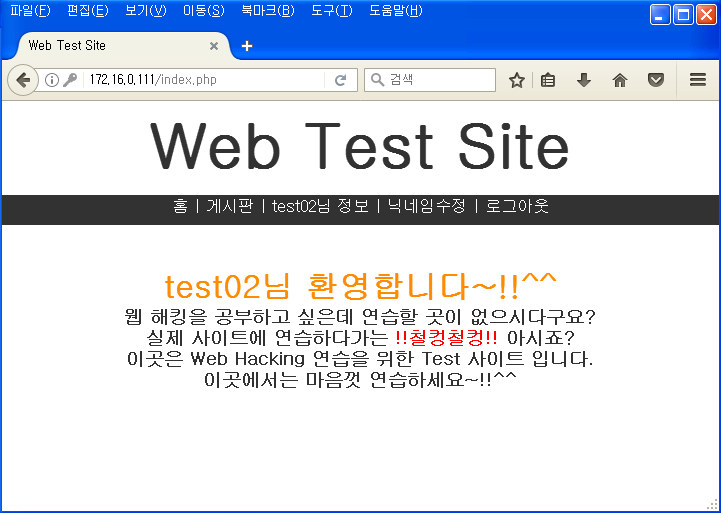 파일(F) 편집(E) 보기(V) 이동(S) 북마크(B) 도구(T) 도움말(H)
Web Test Site
172.16.0.111/index.php 검색
Web Test Site
홈 | 게시판 | test02님 정보 | 닉네임수정 | 로그아웃
test02님 환영합니다~!!^^
웹 해킹을 공부하고 싶은데 연습할 곳이 없으시다구요?
실제 사이트에 연습하다가는 !!철컹철컹!! 아시죠?
이곳은 Web Hacking 연습을 위한 Test 사이트 입니다.
이곳에서는 마음껏 연습하세요~!!^^